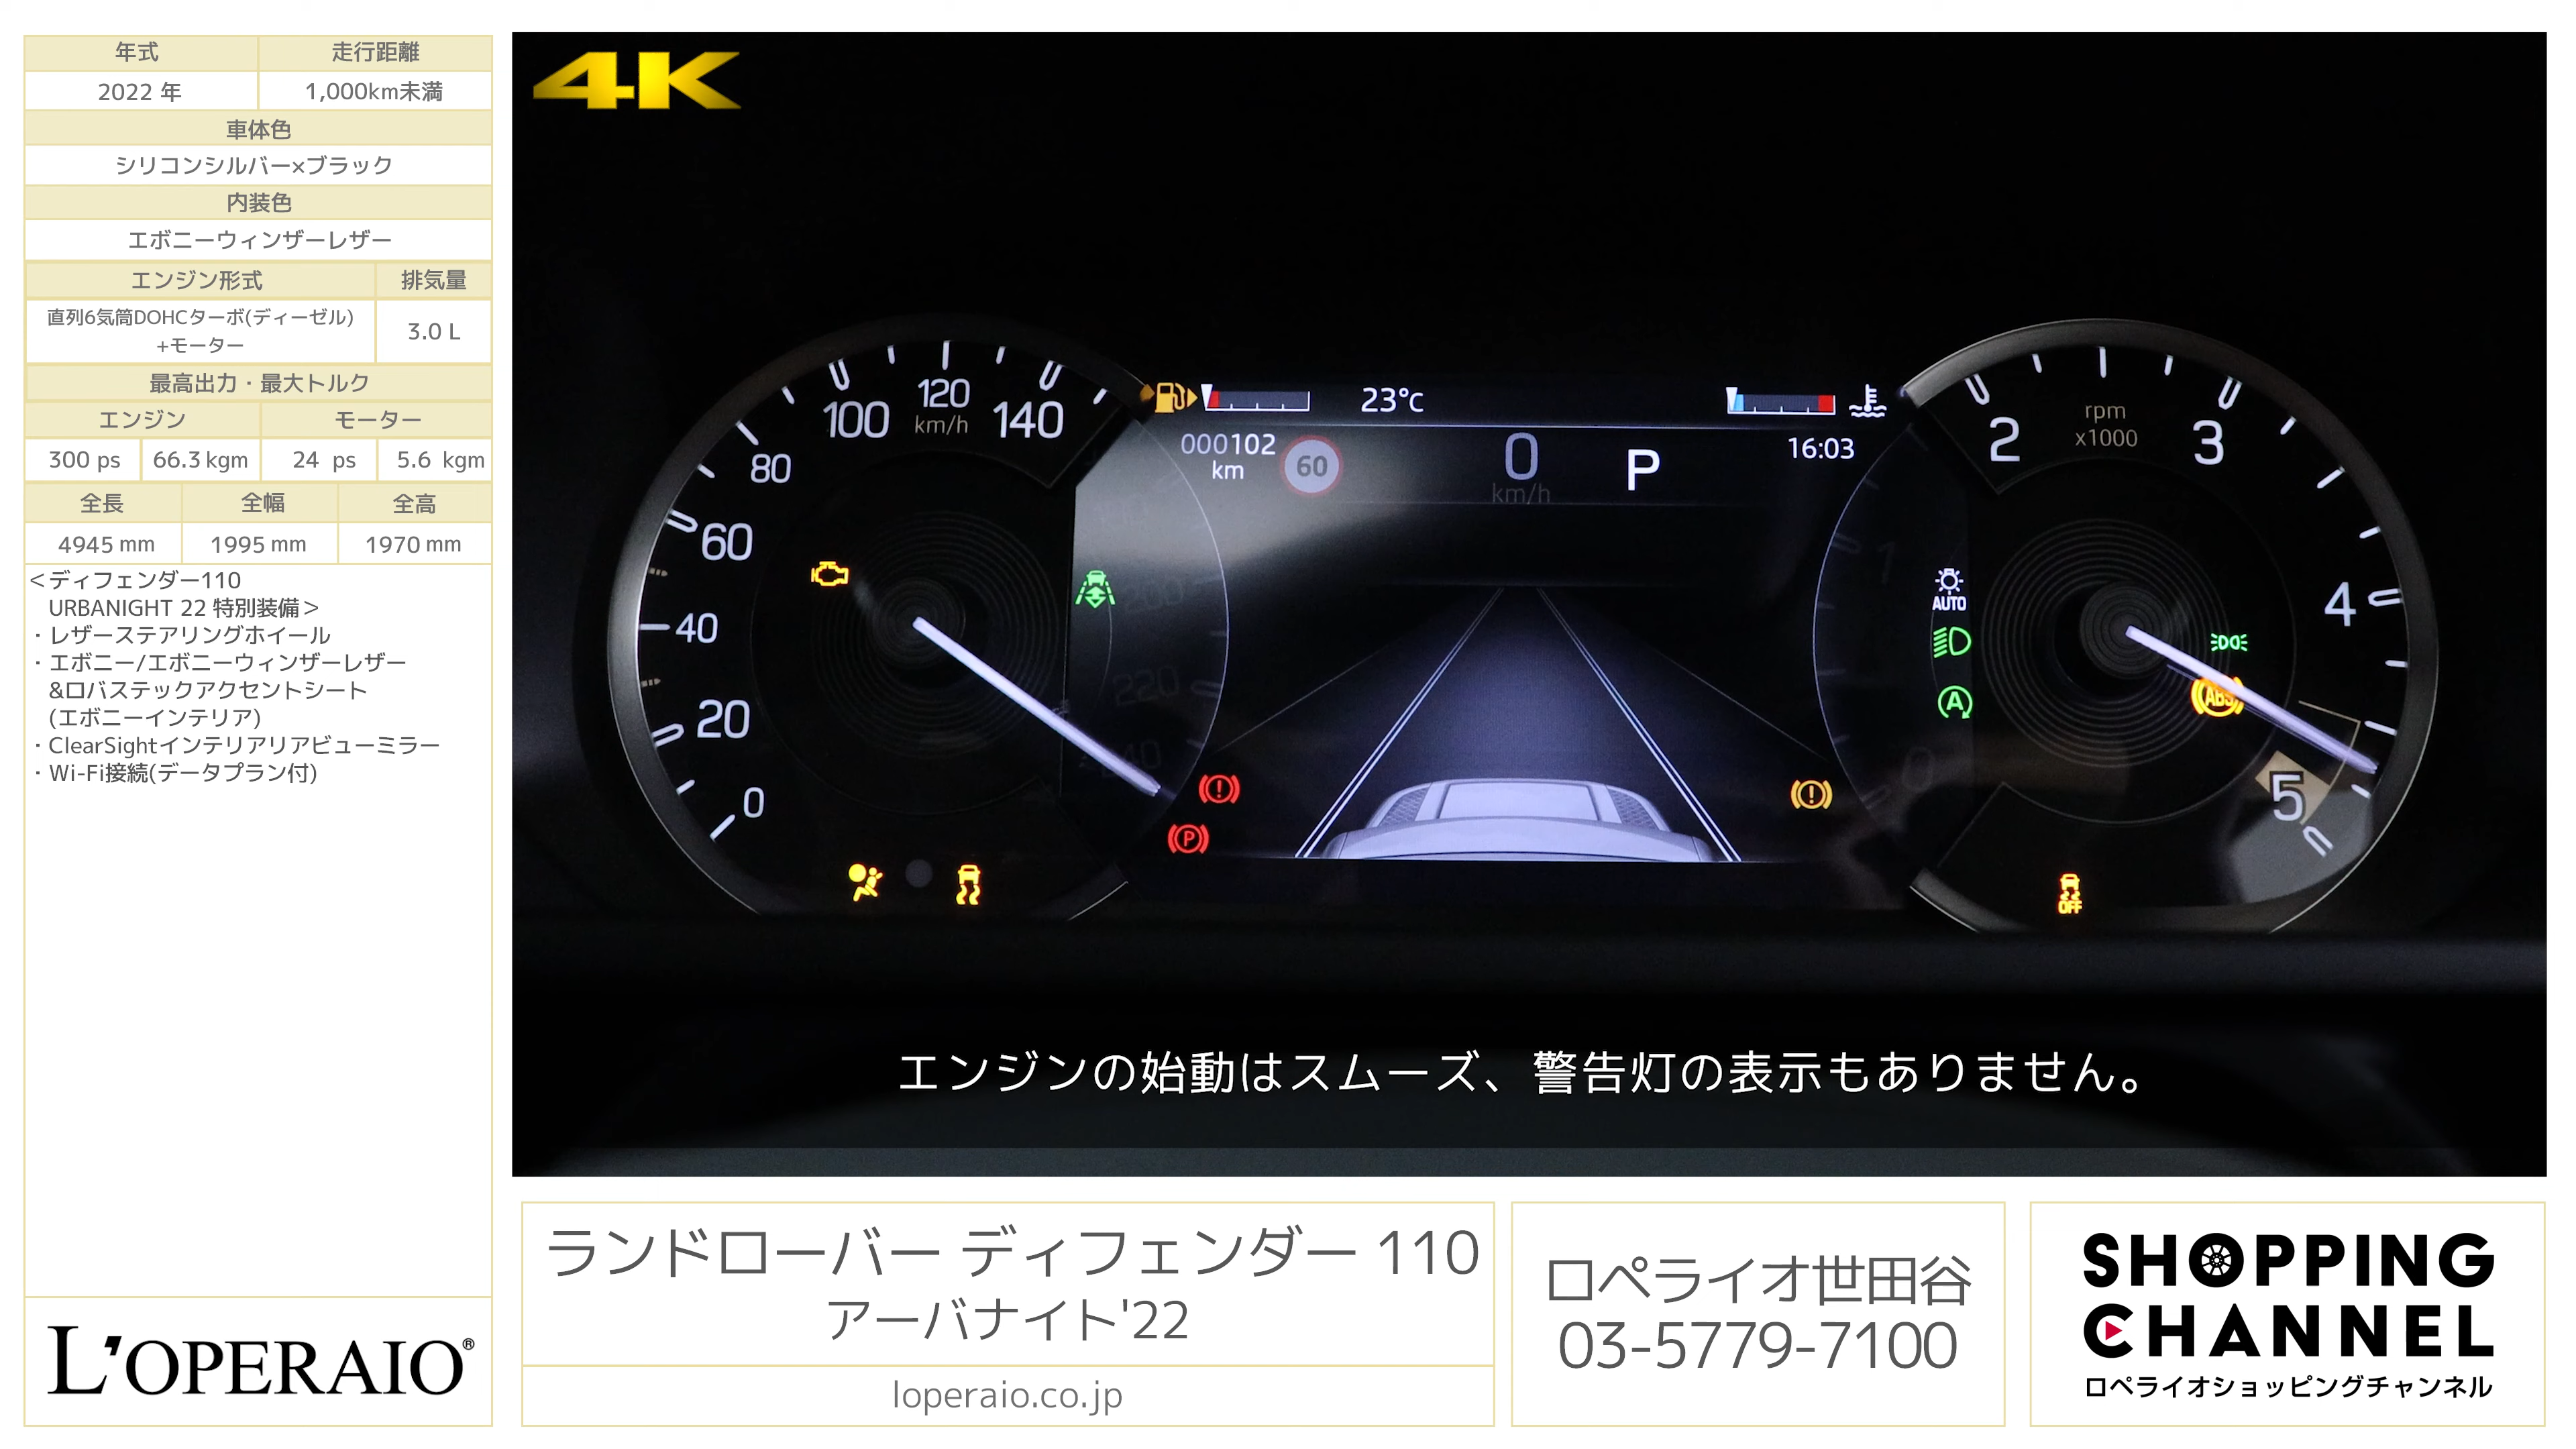 年式 走行距離
2022 年 1,000km未満
車体色
シリコンシルバー×ブラック
内装色
エボニーウィンザーレザー
エンジン形式 排気量
直列6気筒DOHCターボ(ディーゼル)
+モーター
3.0 L
最高出力・最大トルク
エンジン モーター
300 ps 66.3 kgm 24 ps 5.6 kgm
全長 全幅 全高
4945 mm 1995 mm 1970 mm
＜ディフェンダー110
URBANIGHT 22 特別装備＞
・レザーステアリングホイール
・エボニー/エボニーウィンザーレザー
&ロバステックアクセントシート
(エボニーインテリア)
・ClearSightインテリアリアビューミラー
・Wi-Fi接続(データプラン付)
L'OPERAIO®
4K
0
20
40
60
80
100
120
140
km/h
220
23°C
000102
km
60
0
km/h
P
16:03
AUTO
A
P
1
0
2
rpm
x1000
3
4
5
ABS
OFF
エンジンの始動はスムーズ、警告灯の表示もありません。
ランドローバー ディフェンダー 110
アーバナイト'22
loperaio.co.jp
ロペライオ世田谷
03-5779-7100
SHOPPING
CHANNEL
ロペライオショッピングチャンネル